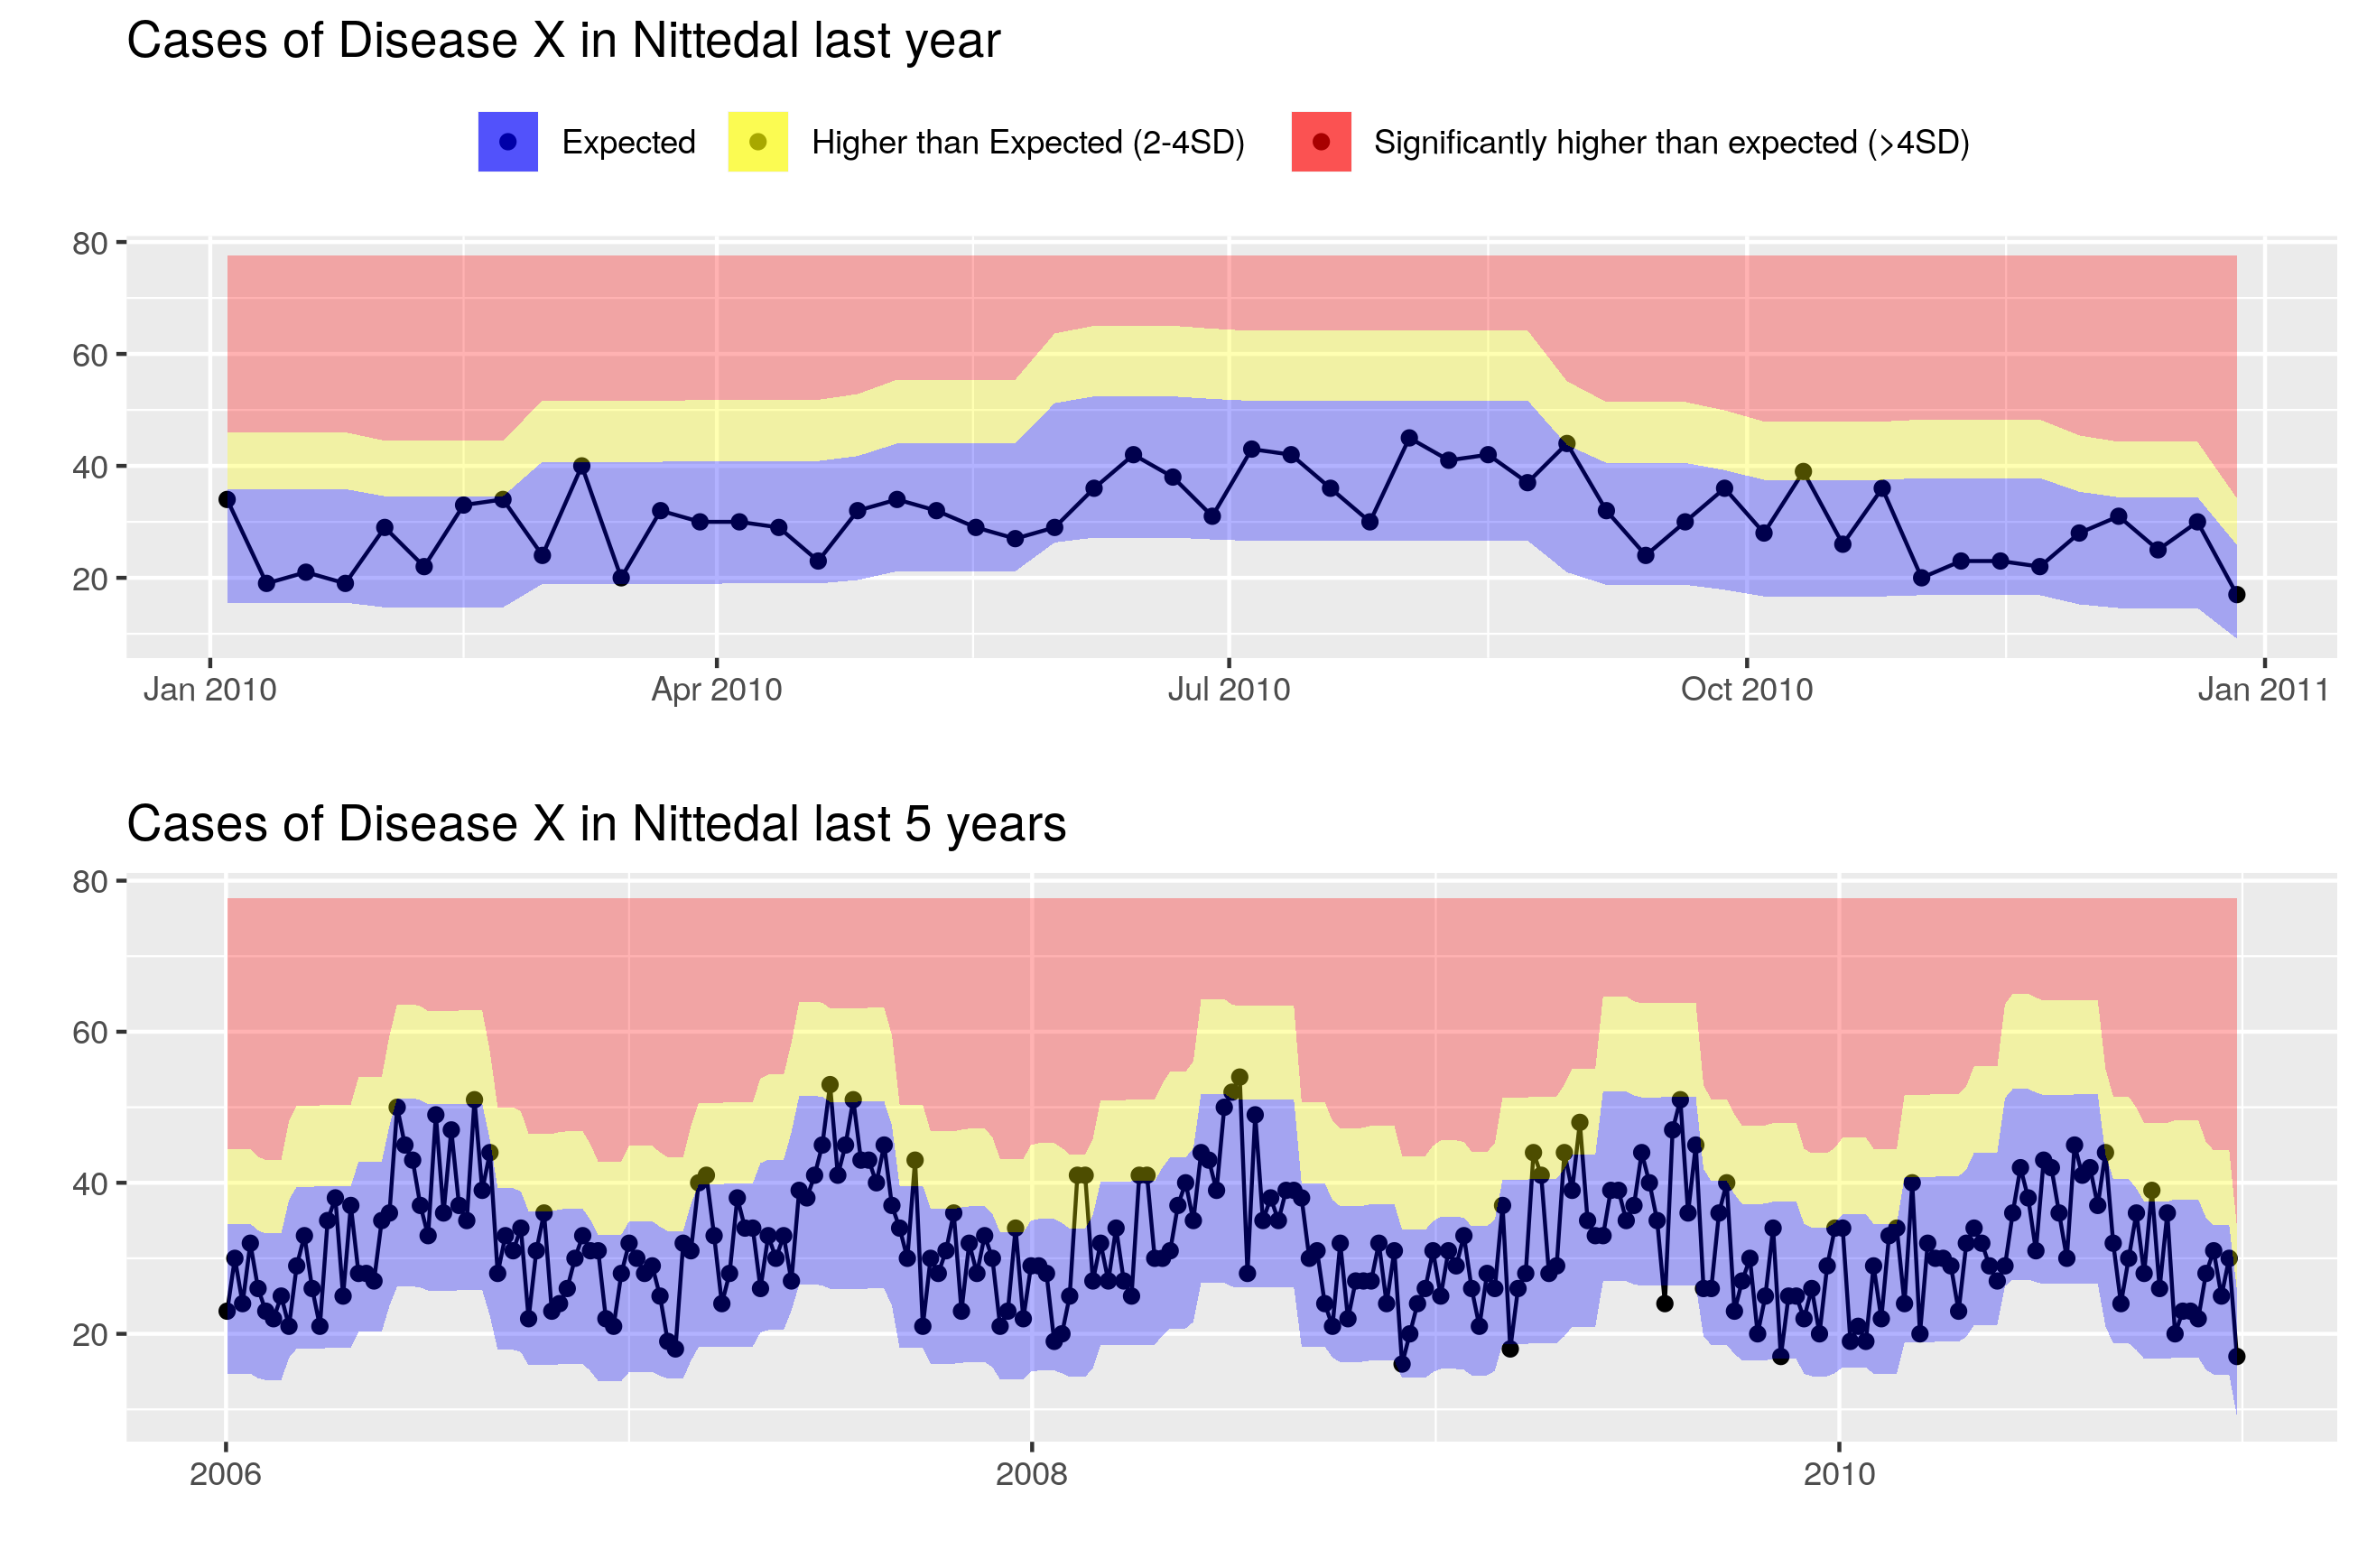 Cases of Disease X in Nittedal last year
Expected Higher than Expected (2-4SD) Significantly higher than expected (>4SD)
80
60
40
20
Jan 2010 Apr 2010 Jul 2010 Oct 2010 Jan 2011
Cases of Disease X in Nittedal last 5 years
80
60
40
20
2006 2008 2010